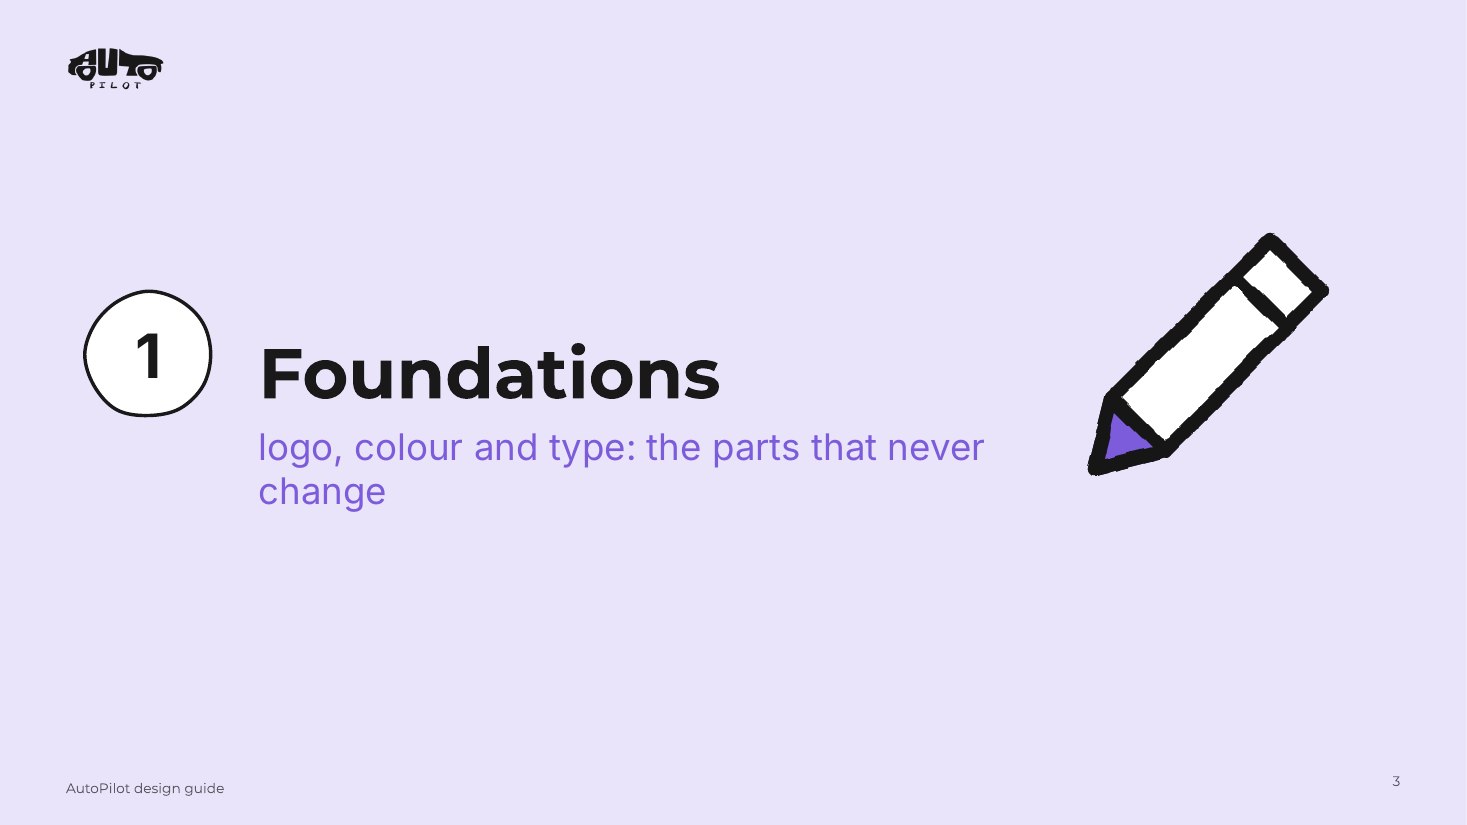 AUTO
PILOT
1
Foundations
logo, colour and type: the parts that never
change
AutoPilot design guide
3